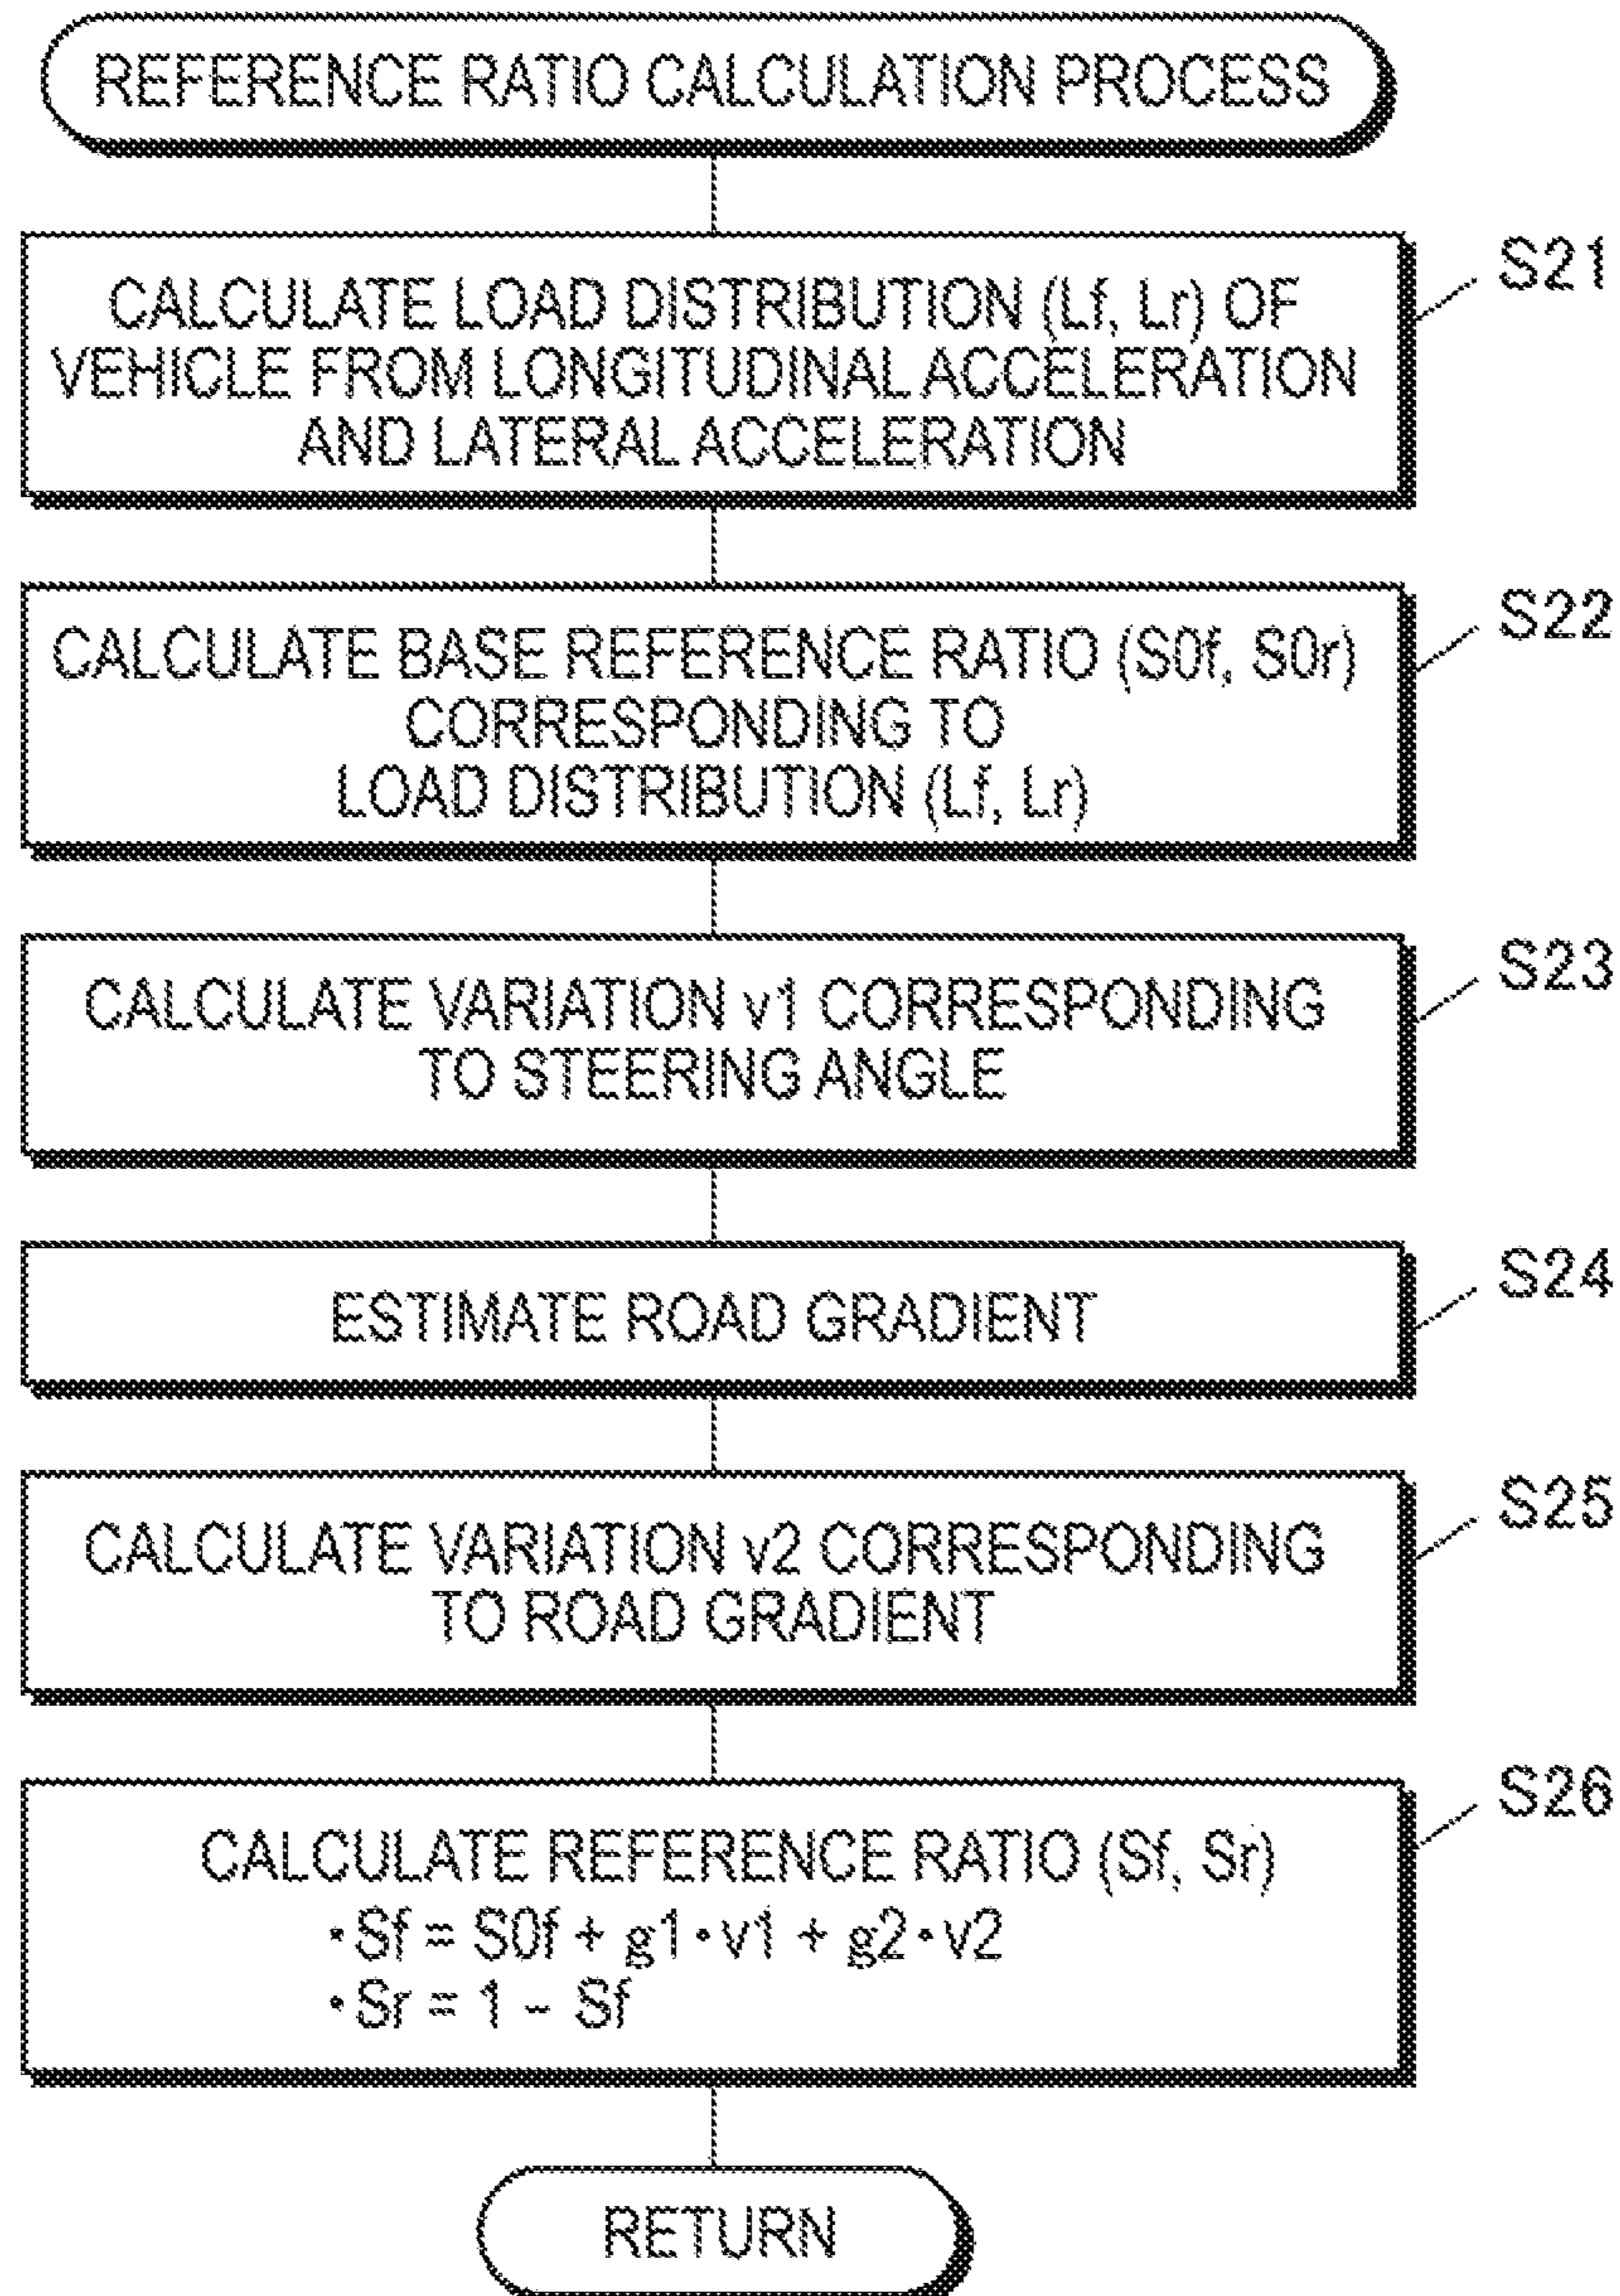 REFERENCE RATIO CALCULATION PROCESS
S21
CALCULATE LOAD DISTRIBUTION (Lf, Lr) OF
VEHICLE FROM LONGITUDINAL ACCELERATION
AND LATERAL ACCELERATION
S22
CALCULATE BASE REFERENCE RATIO (S0f, S0r)
CORRESPONDING TO
LOAD DISTRIBUTION (Lf, Lr)
S23
CALCULATE VARIATION v1 CORRESPONDING
TO STEERING ANGLE
S24
ESTIMATE ROAD GRADIENT
S25
CALCULATE VARIATION v2 CORRESPONDING
TO ROAD GRADIENT
S26
CALCULATE REFERENCE RATIO (Sf, Sr)
・Sf = S0f + g1・v1 + g2・v2
・Sr = 1 - Sf
RETURN